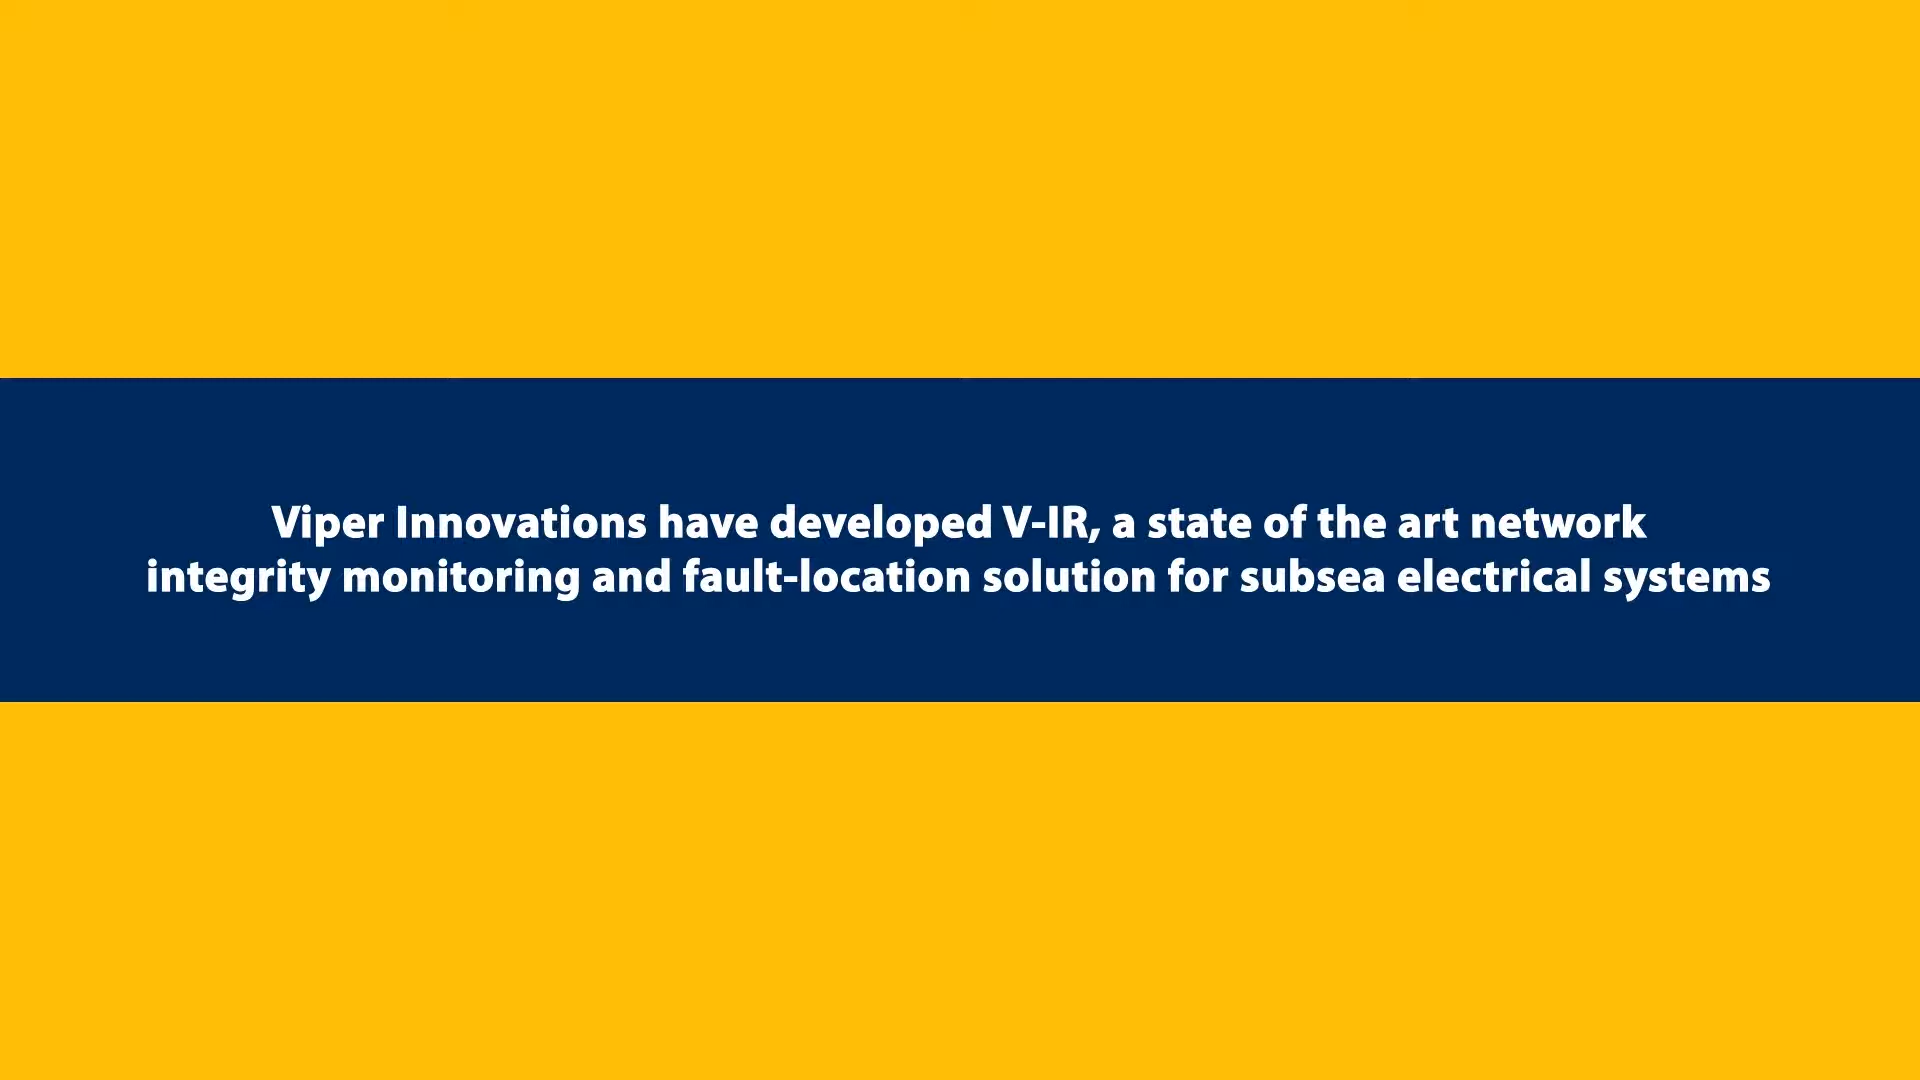 Viper Innovations have developed V-IR, a state of the art network
integrity monitoring and fault-location solution for subsea electrical systems